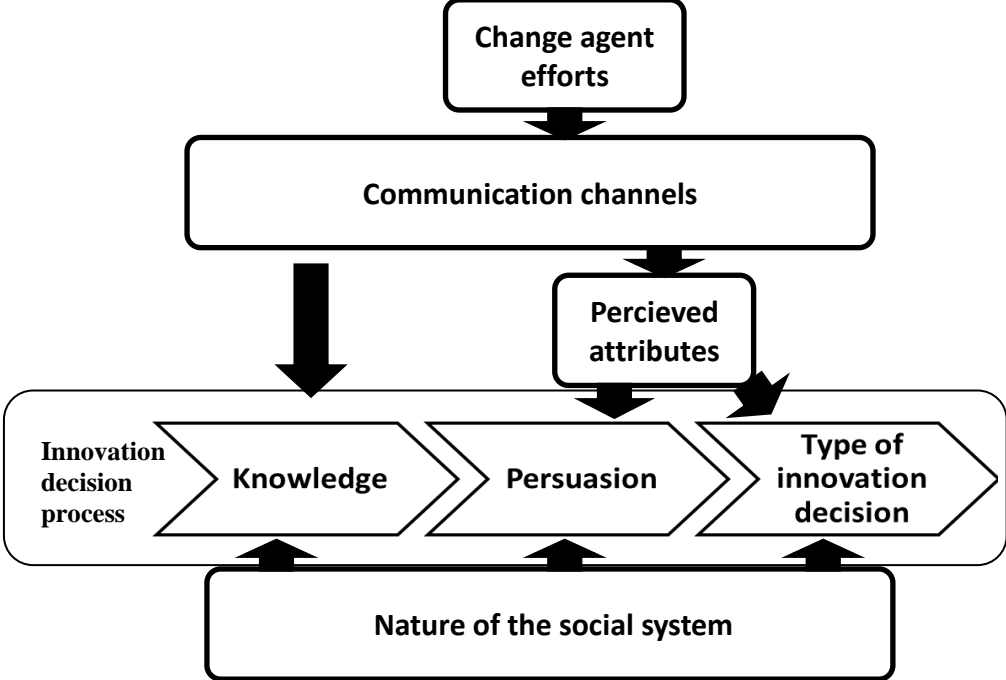 Change agent
efforts
Communication channels
Percieved
attributes
Innovation
decision
process
Knowledge
Persuasion
Type of
innovation
decision
Nature of the social system